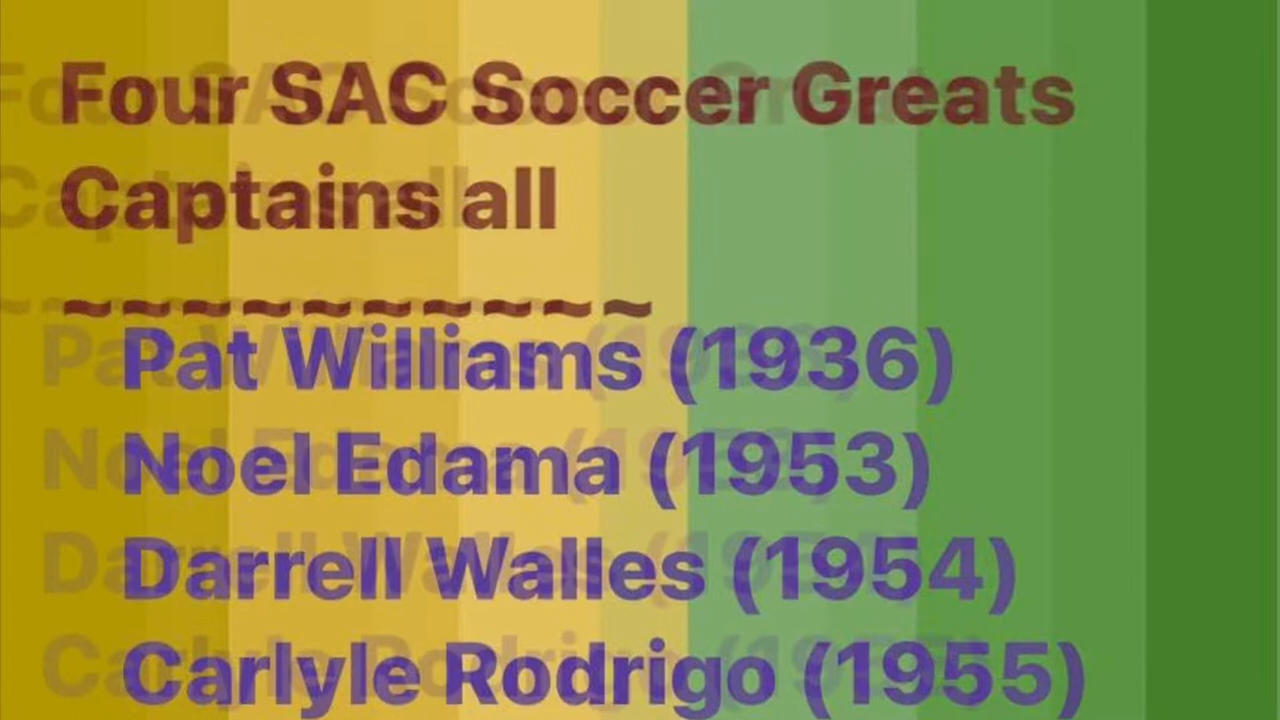 Four SAC Soccer Greats
Captains all
~~~~~~~~~~
Pat Williams (1936)
Noel Edama (1953)
Darrell Walles (1954)
Carlyle Rodrigo (1955)